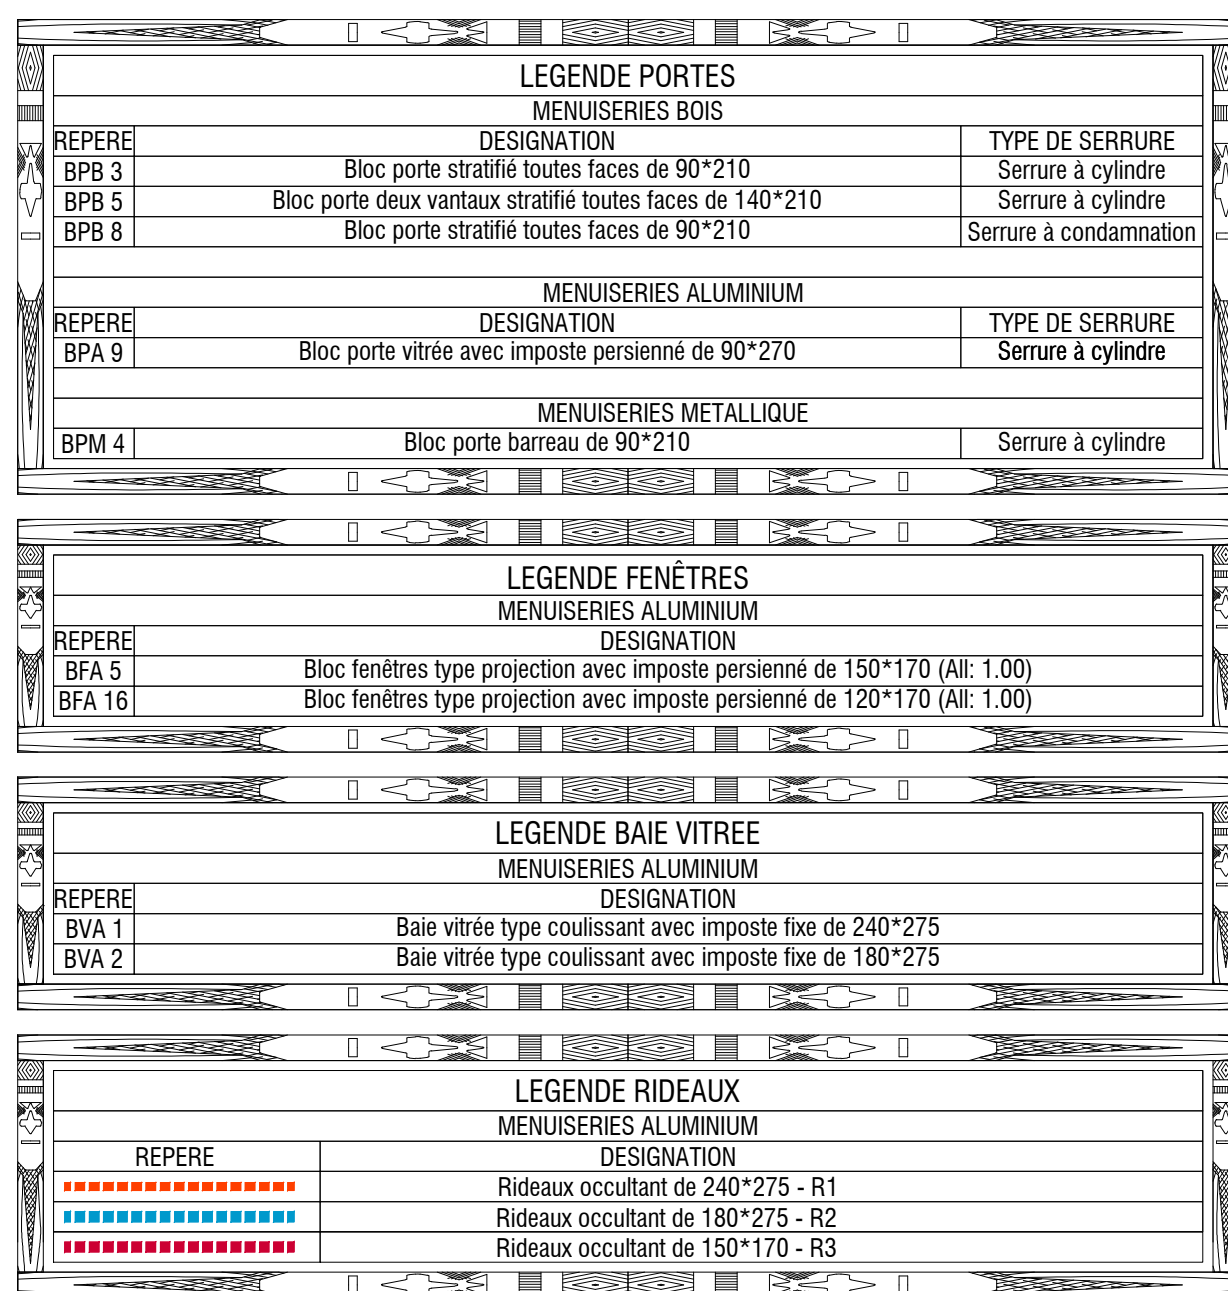 LEGENDE PORTES
MENUISERIES BOIS
REPERE DESIGNATION TYPE DE SERRURE
BPB 3 Bloc porte stratifié toutes faces de 90*210 Serrure à cylindre
BPB 5 Bloc porte deux vantaux stratifié toutes faces de 140*210 Serrure à cylindre
BPB 8 Bloc porte stratifié toutes faces de 90*210 Serrure à condamnation
MENUISERIES ALUMINIUM
REPERE DESIGNATION TYPE DE SERRURE
BPA 9 Bloc porte vitrée avec imposte persienné de 90*270 Serrure à cylindre
MENUISERIES METALLIQUE
BPM 4 Bloc porte barreau de 90*210 Serrure à cylindre
LEGENDE FENÊTRES
MENUISERIES ALUMINIUM
REPERE DESIGNATION
BFA 5 Bloc fenêtres type projection avec imposte persienné de 150*170 (All: 1.00)
BFA 16 Bloc fenêtres type projection avec imposte persienné de 120*170 (All: 1.00)
LEGENDE BAIE VITREE
MENUISERIES ALUMINIUM
REPERE DESIGNATION
BVA 1 Baie vitrée type coulissant avec imposte fixe de 240*275
BVA 2 Baie vitrée type coulissant avec imposte fixe de 180*275
LEGENDE RIDEAUX
MENUISERIES ALUMINIUM
REPERE DESIGNATION
Rideaux occultant de 240*275 - R1
Rideaux occultant de 180*275 - R2
Rideaux occultant de 150*170 - R3